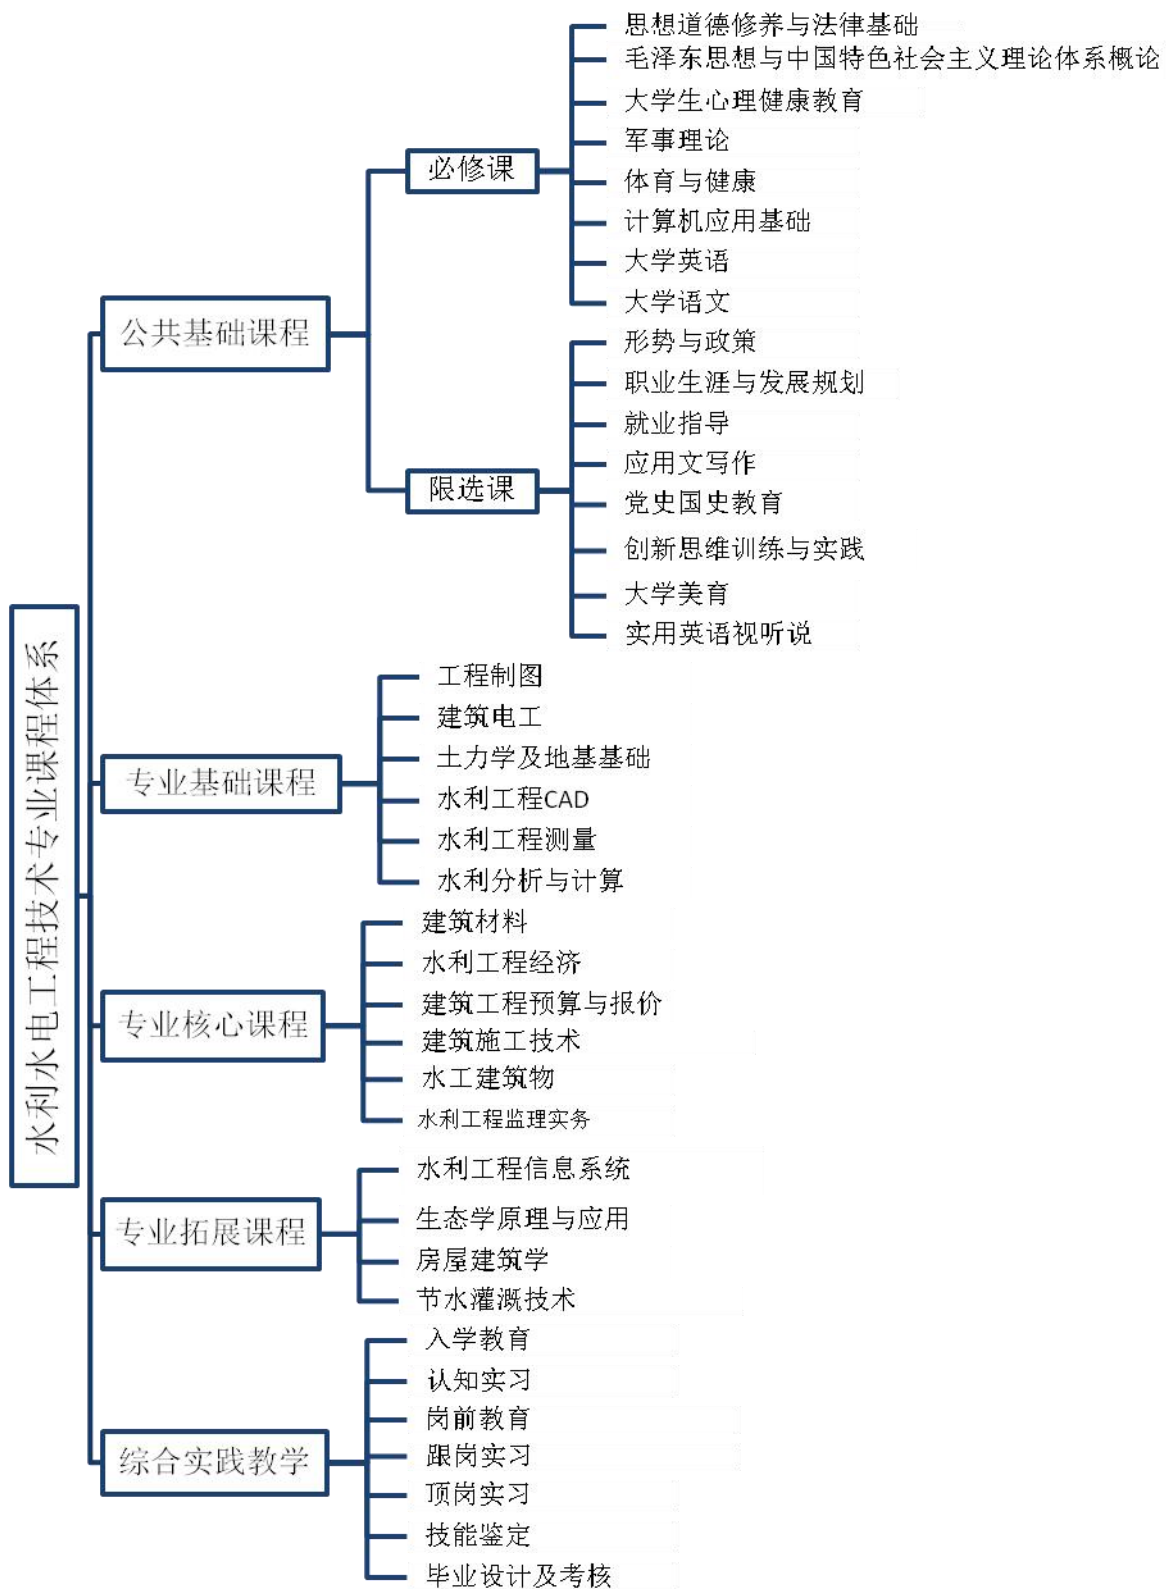 水利水电工程技术专业课程体系
公共基础课程
必修课
思想道德修养与法律基础
毛泽东思想与中国特色社会主义理论体系概论
大学生心理健康教育
军事理论
体育与健康
计算机应用基础
大学英语
大学语文
限选课
形势与政策
职业生涯与发展规划
就业指导
应用文写作
党史国史教育
创新思维训练与实践
大学美育
实用英语视听说
专业基础课程
工程制图
建筑电工
土力学及地基基础
水利工程CAD
水利工程测量
水利分析与计算
专业核心课程
建筑材料
水利工程经济
建筑工程预算与报价
建筑施工技术
水工建筑物
水利工程监理实务
专业拓展课程
水利工程信息系统
生态学原理与应用
房屋建筑学
节水灌溉技术
综合实践教学
入学教育
认知实习
岗前教育
跟岗实习
顶岗实习
技能鉴定
毕业设计及考核